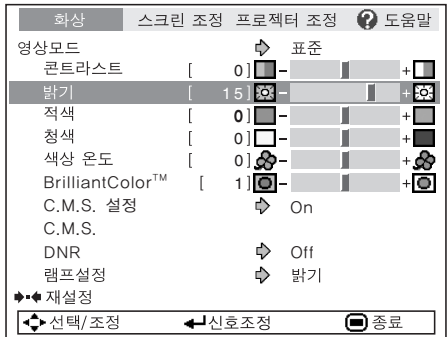 화상 스크린 조정 프로젝터 조정 ? 도움말
영상모드 표준
콘트라스트 [ 0] - +
밝기 [ 15] - +
적색 [ 0] - +
청색 [ 0] - +
색상 온도 [ 0] - +
BrilliantColor™ [ 1] - +
C.M.S. 설정 On
C.M.S.
DNR Off
램프설정 밝기
재설정
선택/조정 신호조정 종료